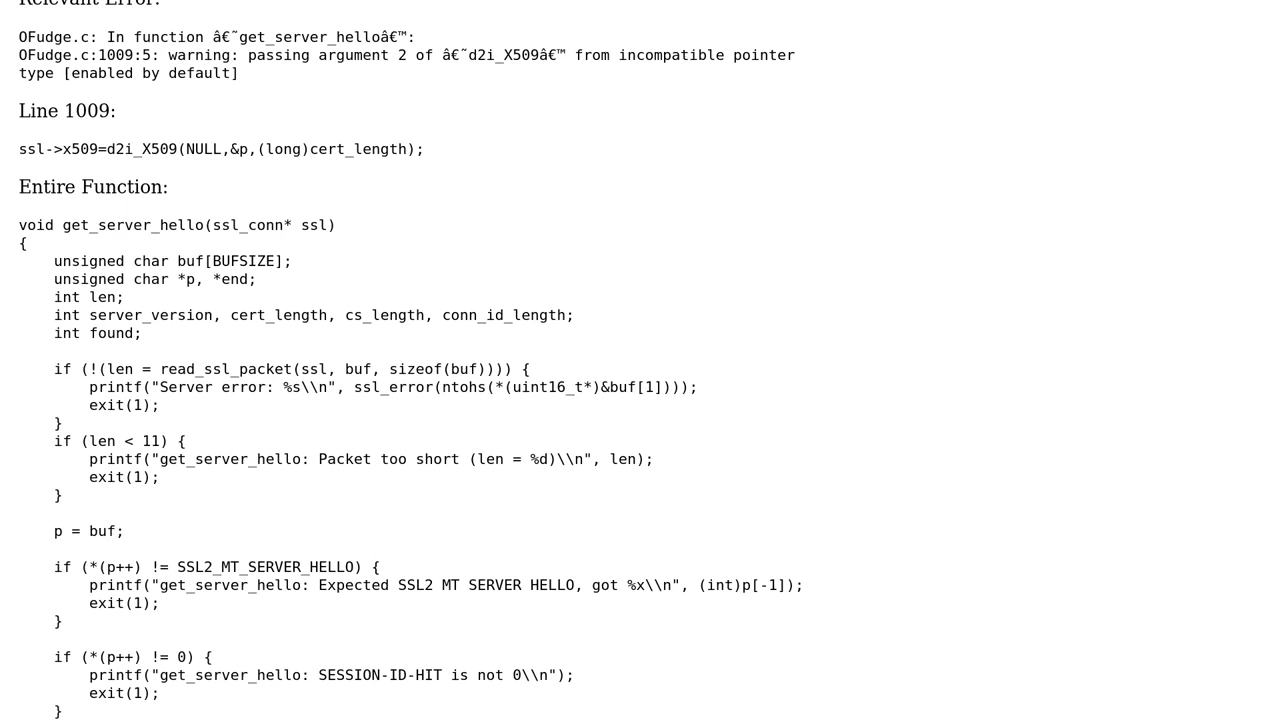 Relevant Error:
OFudge.c: In function â€˜get_server_helloâ€™:
OFudge.c:1009:5: warning: passing argument 2 of â€˜d2i_X509â€™ from incompatible pointer
type [enabled by default]
Line 1009:
ssl->x509=d2i_X509(NULL,&p,(long)cert_length);
Entire Function:
void get_server_hello(ssl_conn* ssl)
{
    unsigned char buf[BUFSIZE];
    unsigned char *p, *end;
    int len;
    int server_version, cert_length, cs_length, conn_id_length;
    int found;
    if (!(len = read_ssl_packet(ssl, buf, sizeof(buf)))) {
        printf("Server error: %s\\n", ssl_error(ntohs(*(uint16_t*)&buf[1])));
        exit(1);
    }
    if (len < 11) {
        printf("get_server_hello: Packet too short (len = %d)\\n", len);
        exit(1);
    }
    p = buf;
    if (*(p++) != SSL2_MT_SERVER_HELLO) {
        printf("get_server_hello: Expected SSL2 MT SERVER HELLO, got %x\\n", (int)p[-1]);
        exit(1);
    }
    if (*(p++) != 0) {
        printf("get_server_hello: SESSION-ID-HIT is not 0\\n");
        exit(1);
    }